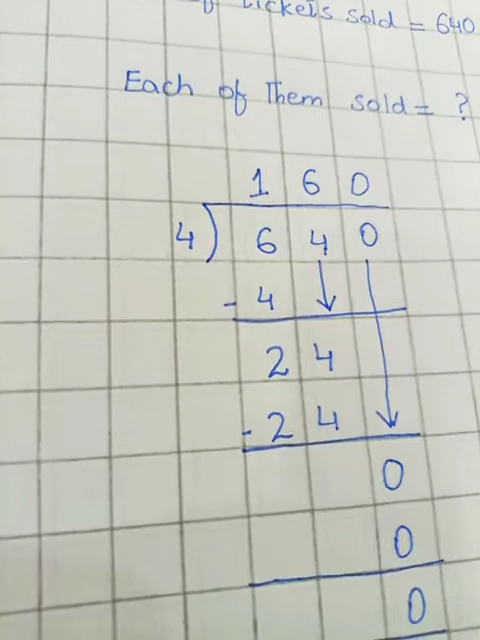 of tickets sold = 640
Each of Them sold = ?
1 6 0
4) 6 4 0
- 4
2 4
- 2 4
0
0
0